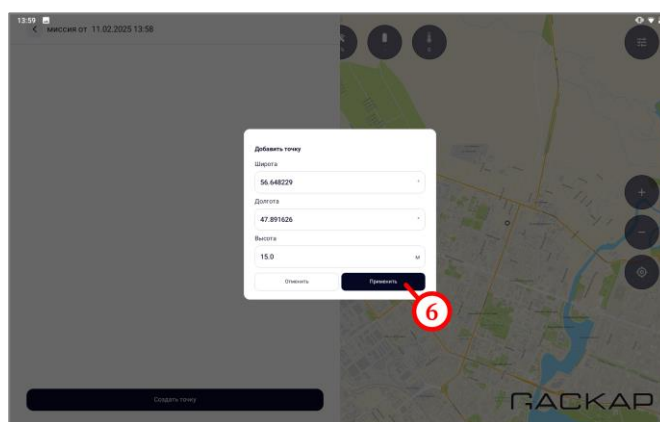 13:59
миссия от 11.02.2025 13:58
Добавить точку
Широта
56.648229 °
Долгота
47.891626 °
Высота
15.0 м
Отменить
Применить
6
Создать точку
ГАСКАР